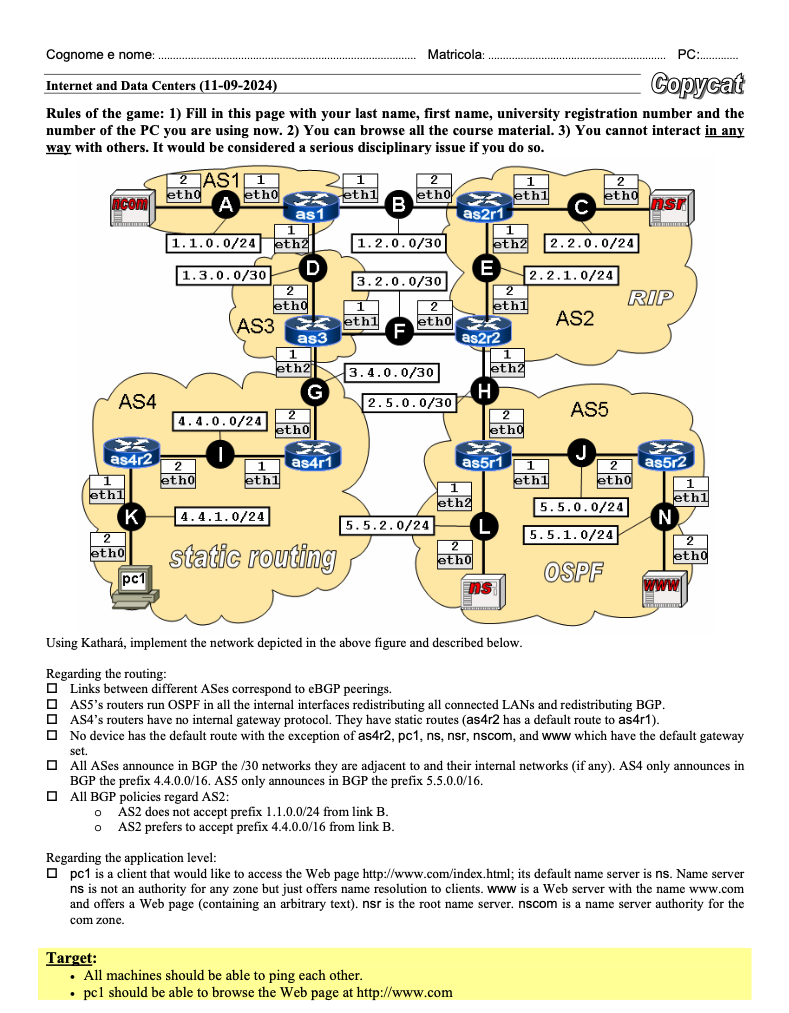 Cognome e nome: ........................................................................................ Matricola: ............................................................. PC:.............
Internet and Data Centers (11-09-2024)
Copycat
Rules of the game: 1) Fill in this page with your last name, first name, university registration number and the
number of the PC you are using now. 2) You can browse all the course material. 3) You cannot interact in any
way with others. It would be considered a serious disciplinary issue if you do so.
ncom
2 eth0
AS1
A
1 eth0
as1
1 eth1
B
2 eth0
as2r1
1 eth1
C
2 eth0
nsr
1.1.0.0/24
1 eth2
1.2.0.0/30
1 eth2
2.2.0.0/24
1.3.0.0/30
D
3.2.0.0/30
E
2.2.1.0/24
RIP
2 eth0
AS3
as3
1 eth1
F
2 eth0
2 eth1
as2r2
AS2
1 eth2
3.4.0.0/30
1 eth2
G
2.5.0.0/30
H
AS4
AS5
4.4.0.0/24
2 eth0
2 eth0
as4r2
I
as4r1
as5r1
J
as5r2
2 eth0
1 eth1
1 eth1
2 eth0
1 eth1
1 eth2
1 eth1
5.5.0.0/24
K
4.4.1.0/24
5.5.2.0/24
L
5.5.1.0/24
N
2 eth0
static routing
2 eth0
OSPF
2 eth0
pc1
ns
www
Using Kathará, implement the network depicted in the above figure and described below.
Regarding the routing:
☐ Links between different ASes correspond to eBGP peerings.
☐ AS5's routers run OSPF in all the internal interfaces redistributing all connected LANs and redistributing BGP.
☐ AS4's routers have no internal gateway protocol. They have static routes (as4r2 has a default route to as4r1).
☐ No device has the default route with the exception of as4r2, pc1, ns, nsr, nscom, and www which have the default gateway
set.
☐ All ASes announce in BGP the /30 networks they are adjacent to and their internal networks (if any). AS4 only announces in
BGP the prefix 4.4.0.0/16. AS5 only announces in BGP the prefix 5.5.0.0/16.
☐ All BGP policies regard AS2:
o AS2 does not accept prefix 1.1.0.0/24 from link B.
o AS2 prefers to accept prefix 4.4.0.0/16 from link B.
Regarding the application level:
☐ pc1 is a client that would like to access the Web page http://www.com/index.html; its default name server is ns. Name server
ns is not an authority for any zone but just offers name resolution to clients. www is a Web server with the name www.com
and offers a Web page (containing an arbitrary text). nsr is the root name server. nscom is a name server authority for the
com zone.
Target:
• All machines should be able to ping each other.
• pc1 should be able to browse the Web page at http://www.com